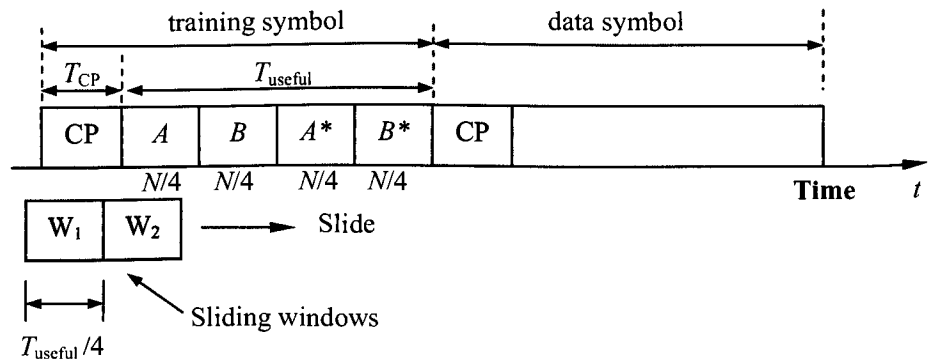 training symbol data symbol
T_CP T_useful
CP A B A* B* CP
N/4 N/4 N/4 N/4 Time t
W₁ W₂ Slide
Sliding windows
T_useful /4